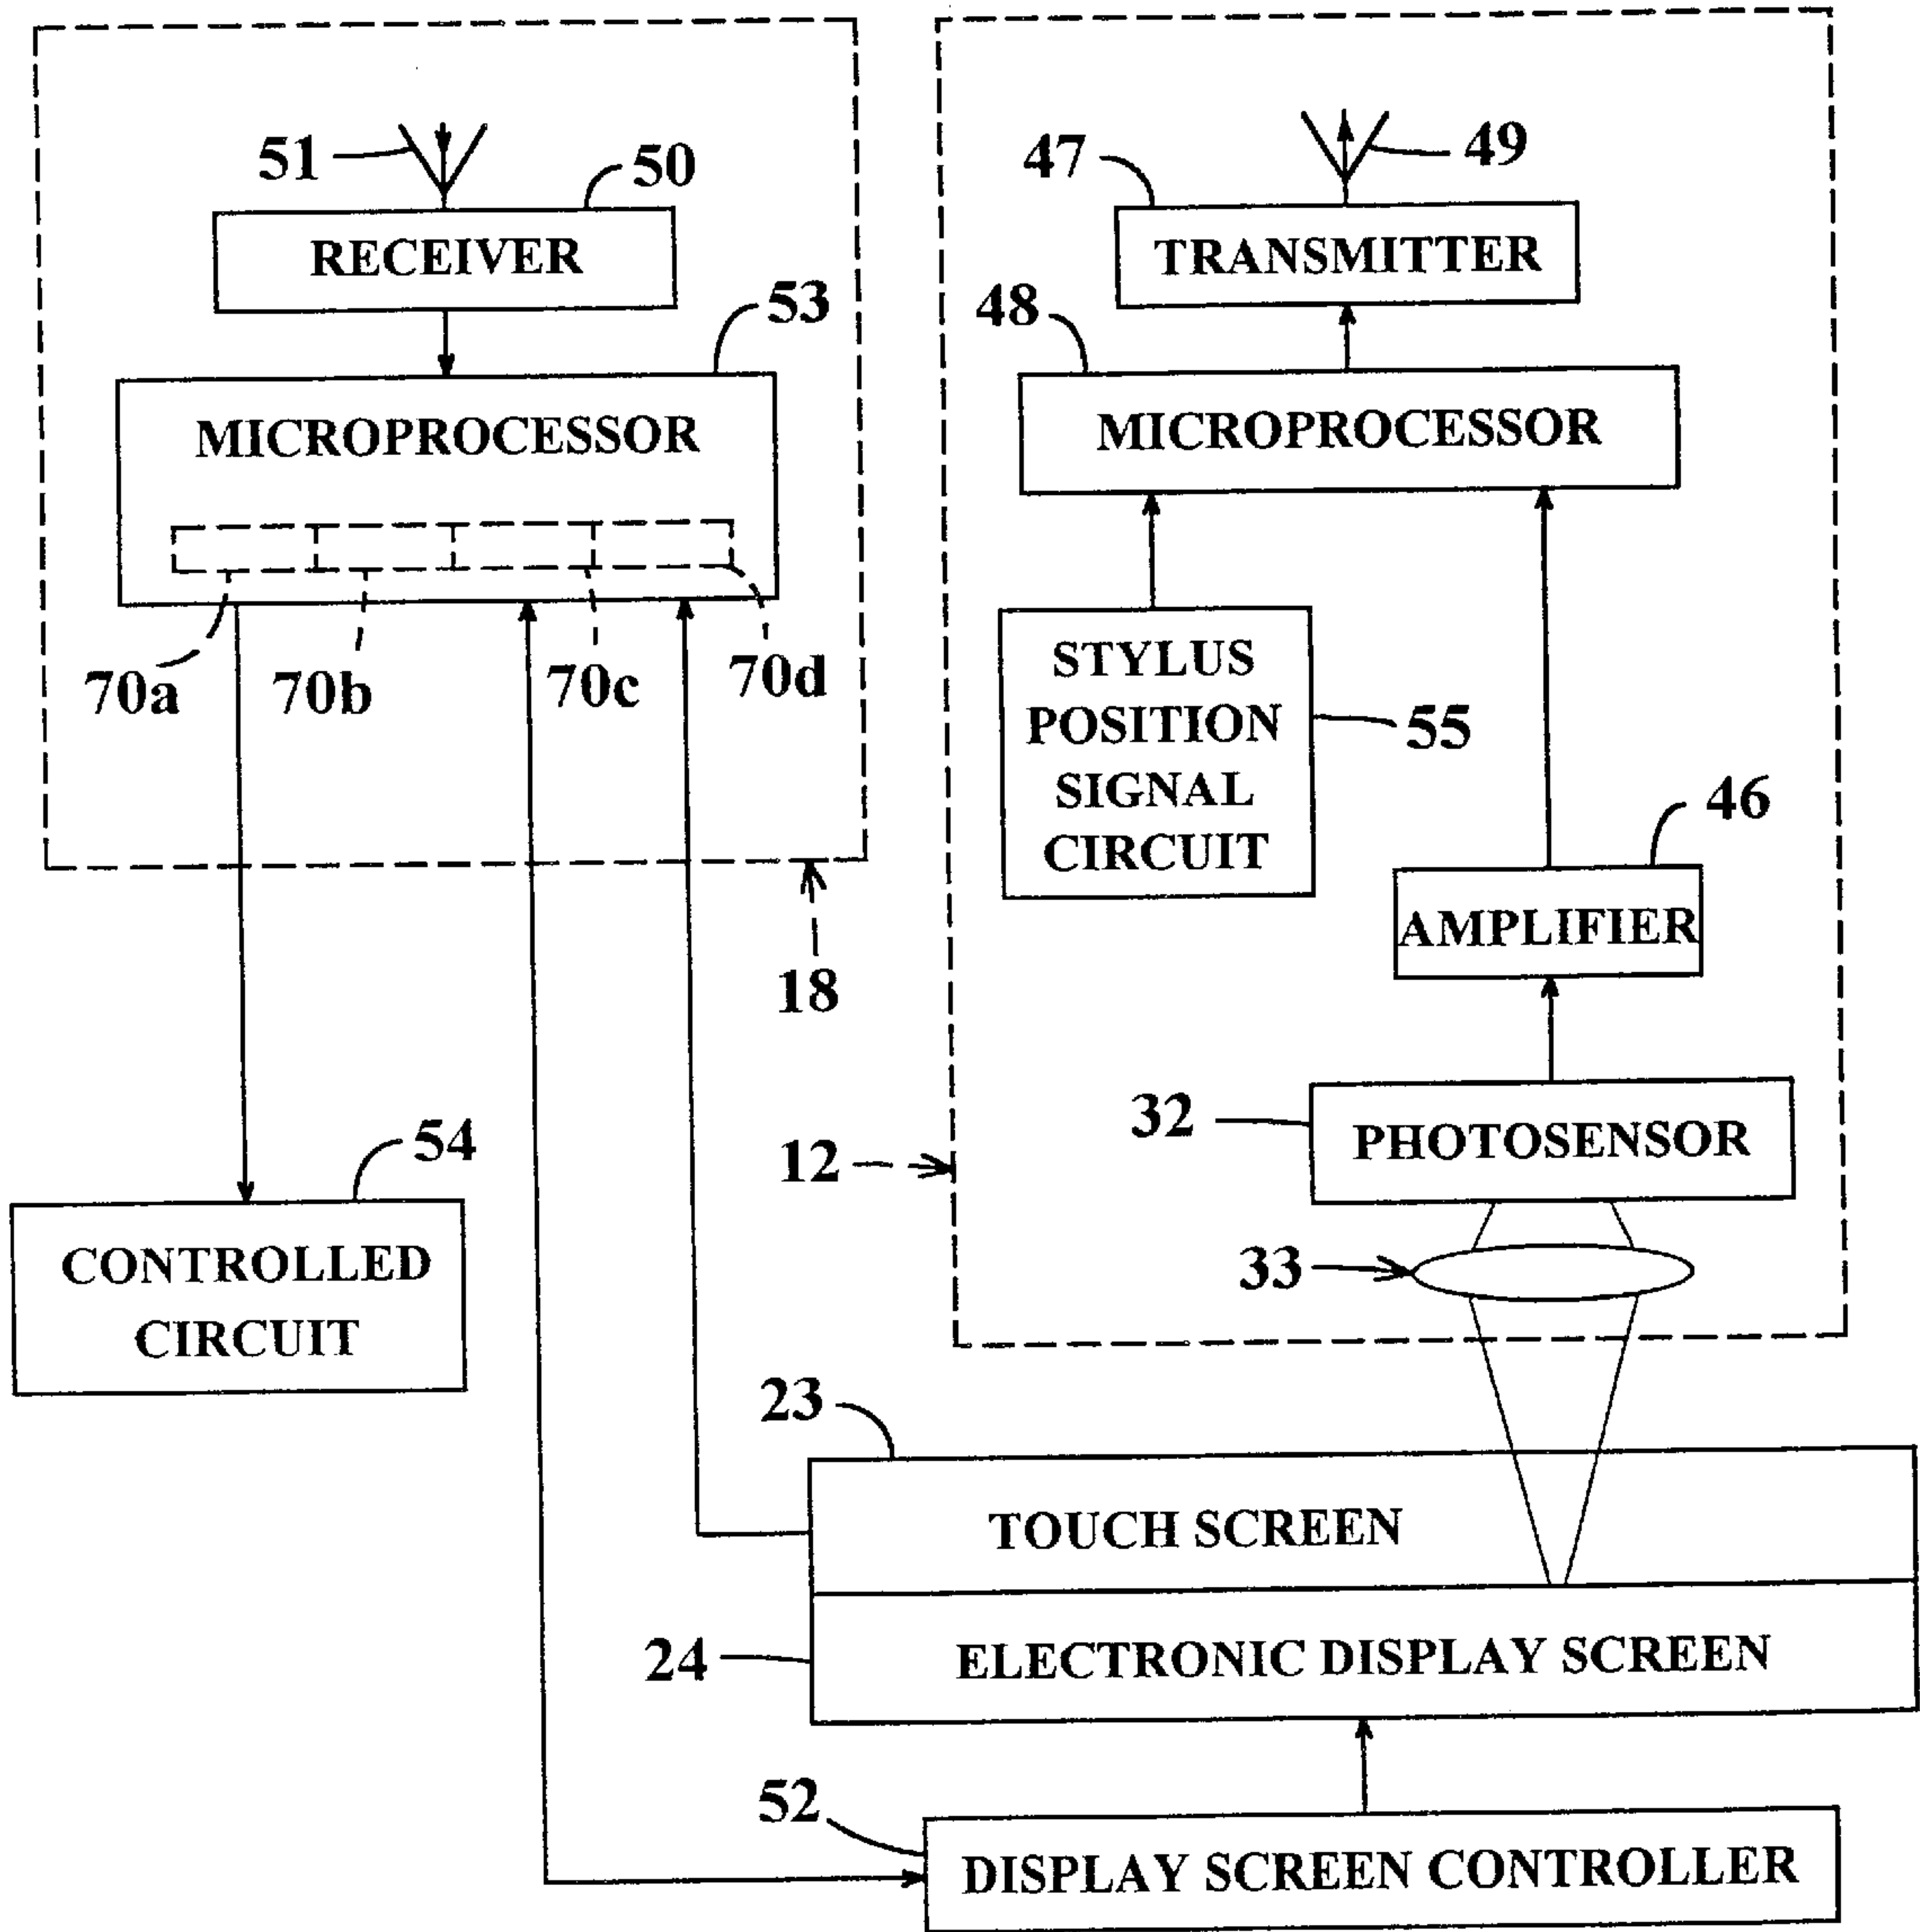 51
50
RECEIVER
53
MICROPROCESSOR
70a
70b
70c
70d
18
54
CONTROLLED
CIRCUIT
47
49
TRANSMITTER
48
MICROPROCESSOR
STYLUS
POSITION
SIGNAL
CIRCUIT
55
46
AMPLIFIER
32
PHOTOSENSOR
12
33
23
TOUCH SCREEN
24
ELECTRONIC DISPLAY SCREEN
52
DISPLAY SCREEN CONTROLLER